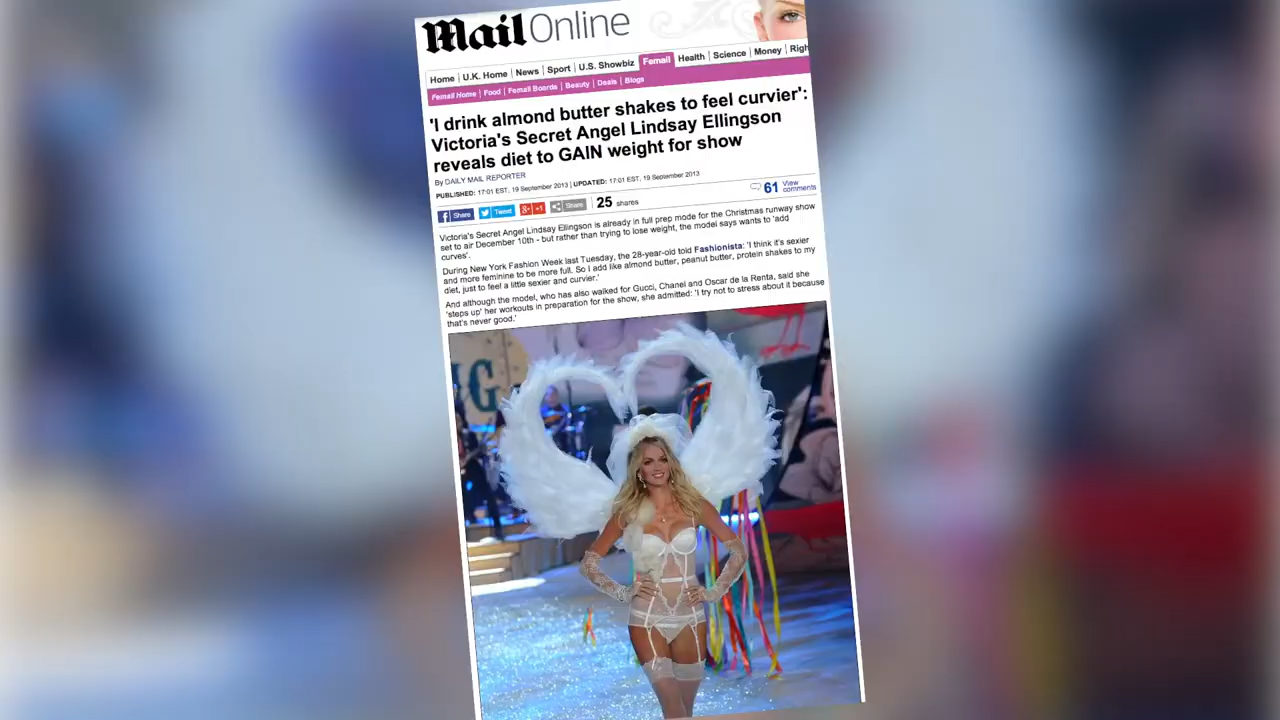 Mail Online
Home | U.K. Home | News | Sport | U.S. Showbiz | Femail | Health | Science | Money | Righ
Femail Home | Food | Femail Boards | Beauty | Deals | Blogs
'I drink almond butter shakes to feel curvier':
Victoria's Secret Angel Lindsay Ellingson
reveals diet to GAIN weight for show
By DAILY MAIL REPORTER
PUBLISHED: 17:01 EST, 19 September 2013 | UPDATED: 17:01 EST, 19 September 2013
Share Tweet +1 Share 25 shares 61 View comments
Victoria's Secret Angel Lindsay Ellingson is already in full prep mode for the Christmas runway show
set to air December 10th - but rather than trying to lose weight, the model says wants to 'add
curves'.
During New York Fashion Week last Tuesday, the 28-year-old told Fashionista: 'I think it's sexier
and more feminine to be more full. So I add like almond butter, peanut butter, protein shakes to my
diet, just to feel a little sexier and curvier.'
And although the model, who has also walked for Gucci, Chanel and Oscar de la Renta, said she
'steps up' her workouts in preparation for the show, she admitted: 'I try not to stress about it because
that's never good.'